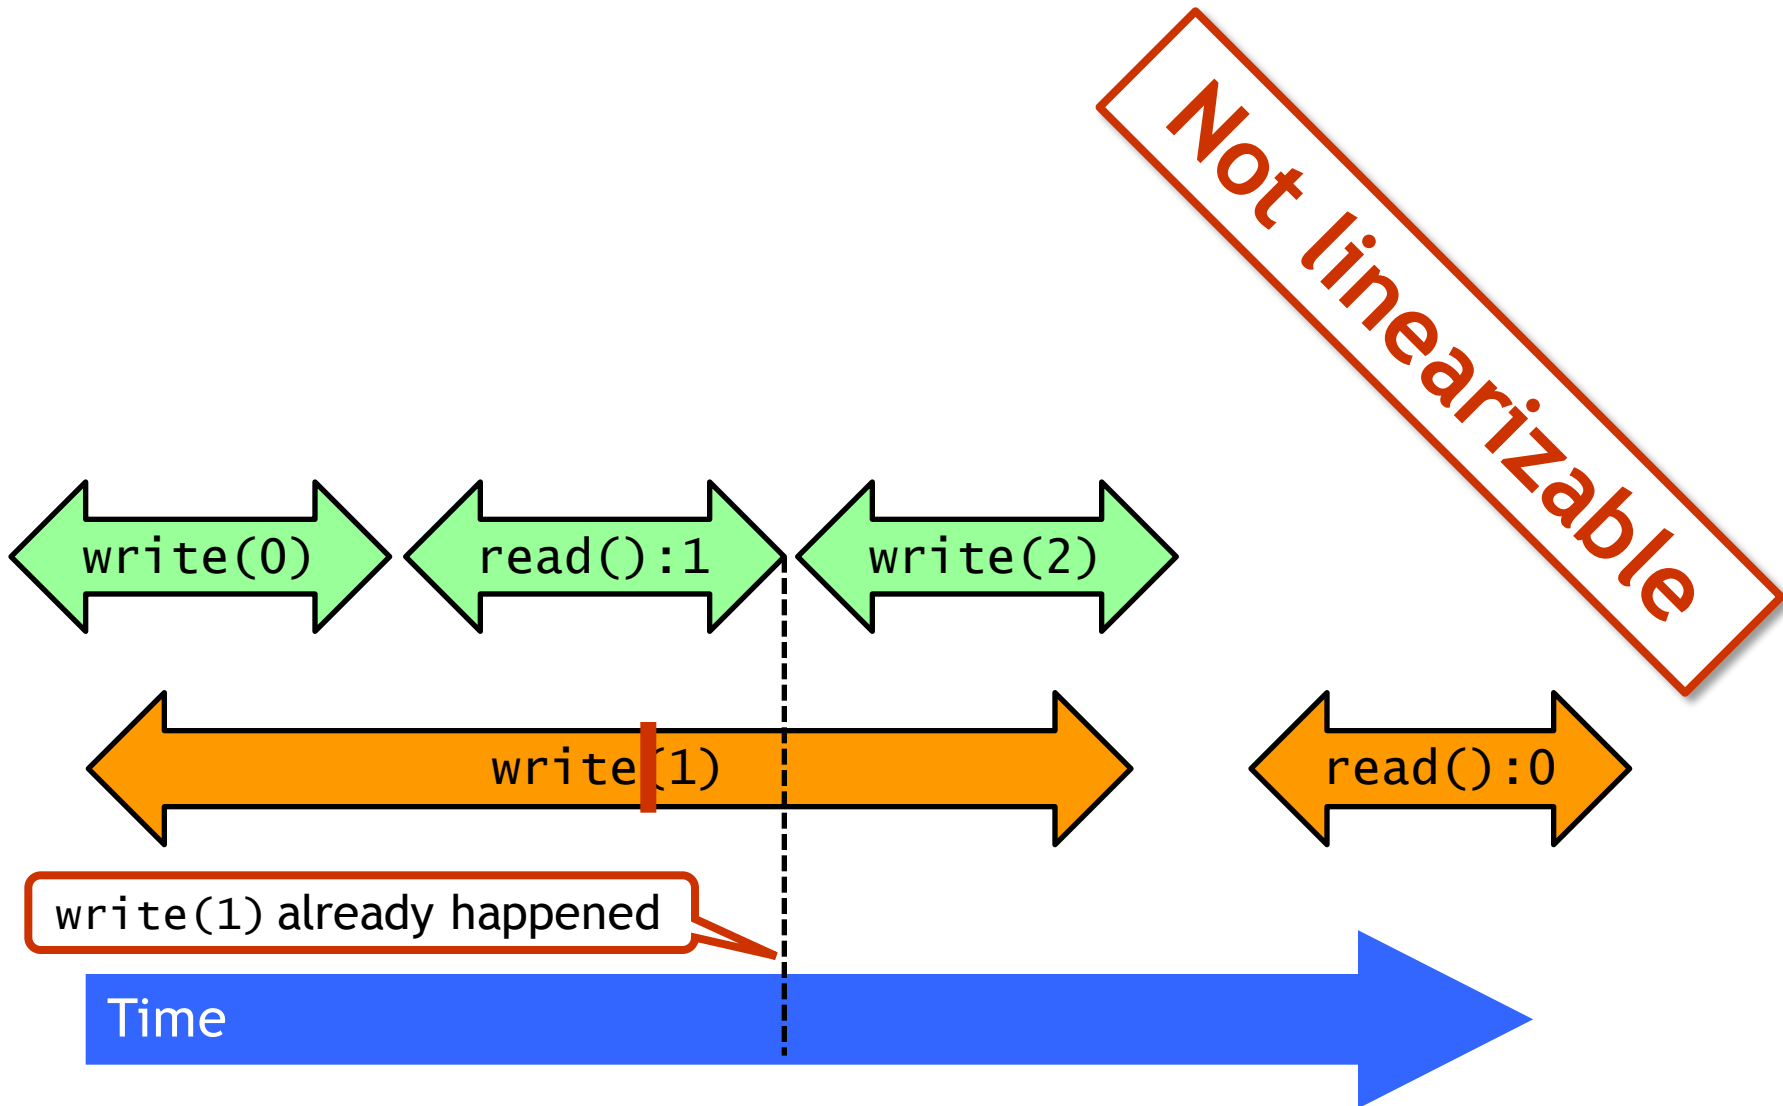 Not linearizable
write(0)
read():1
write(2)
write(1)
read():0
write(1) already happened
Time